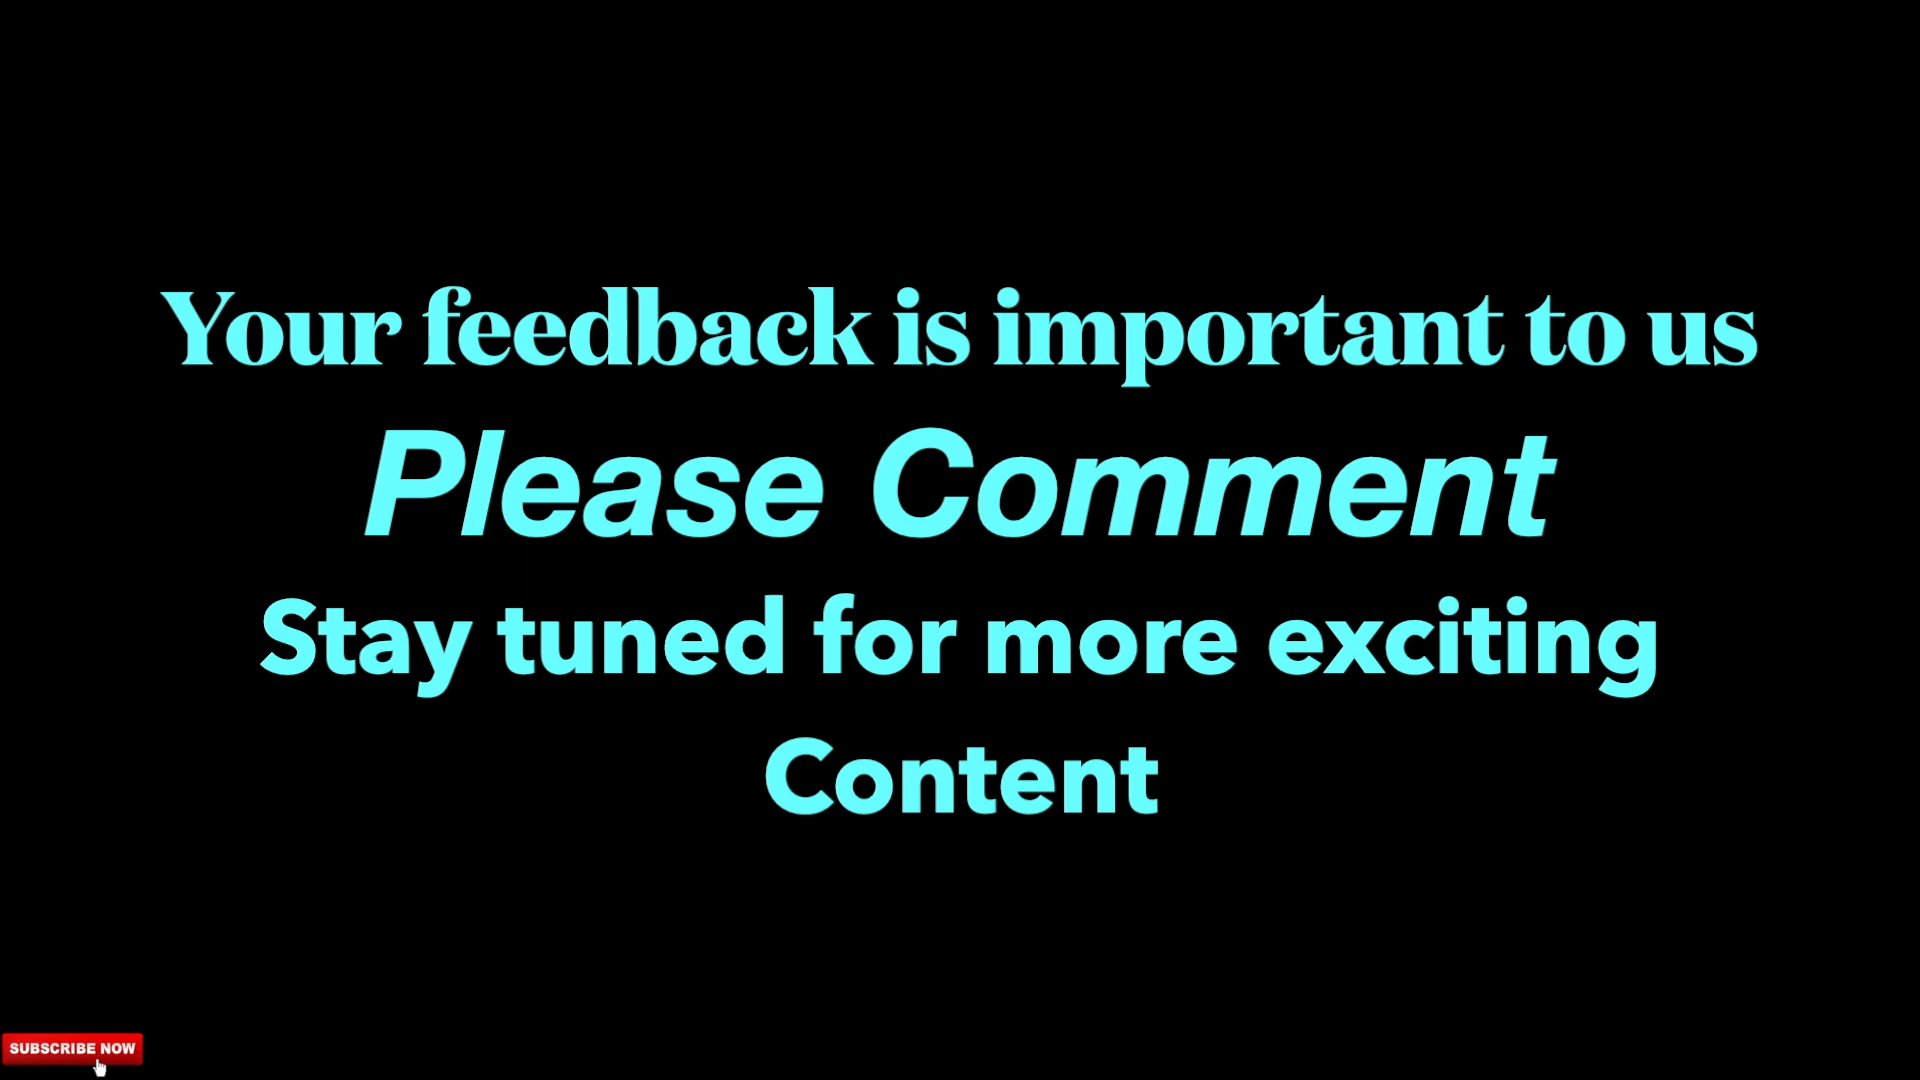 Your feedback is important to us
Please Comment
Stay tuned for more exciting
Content
SUBSCRIBE NOW